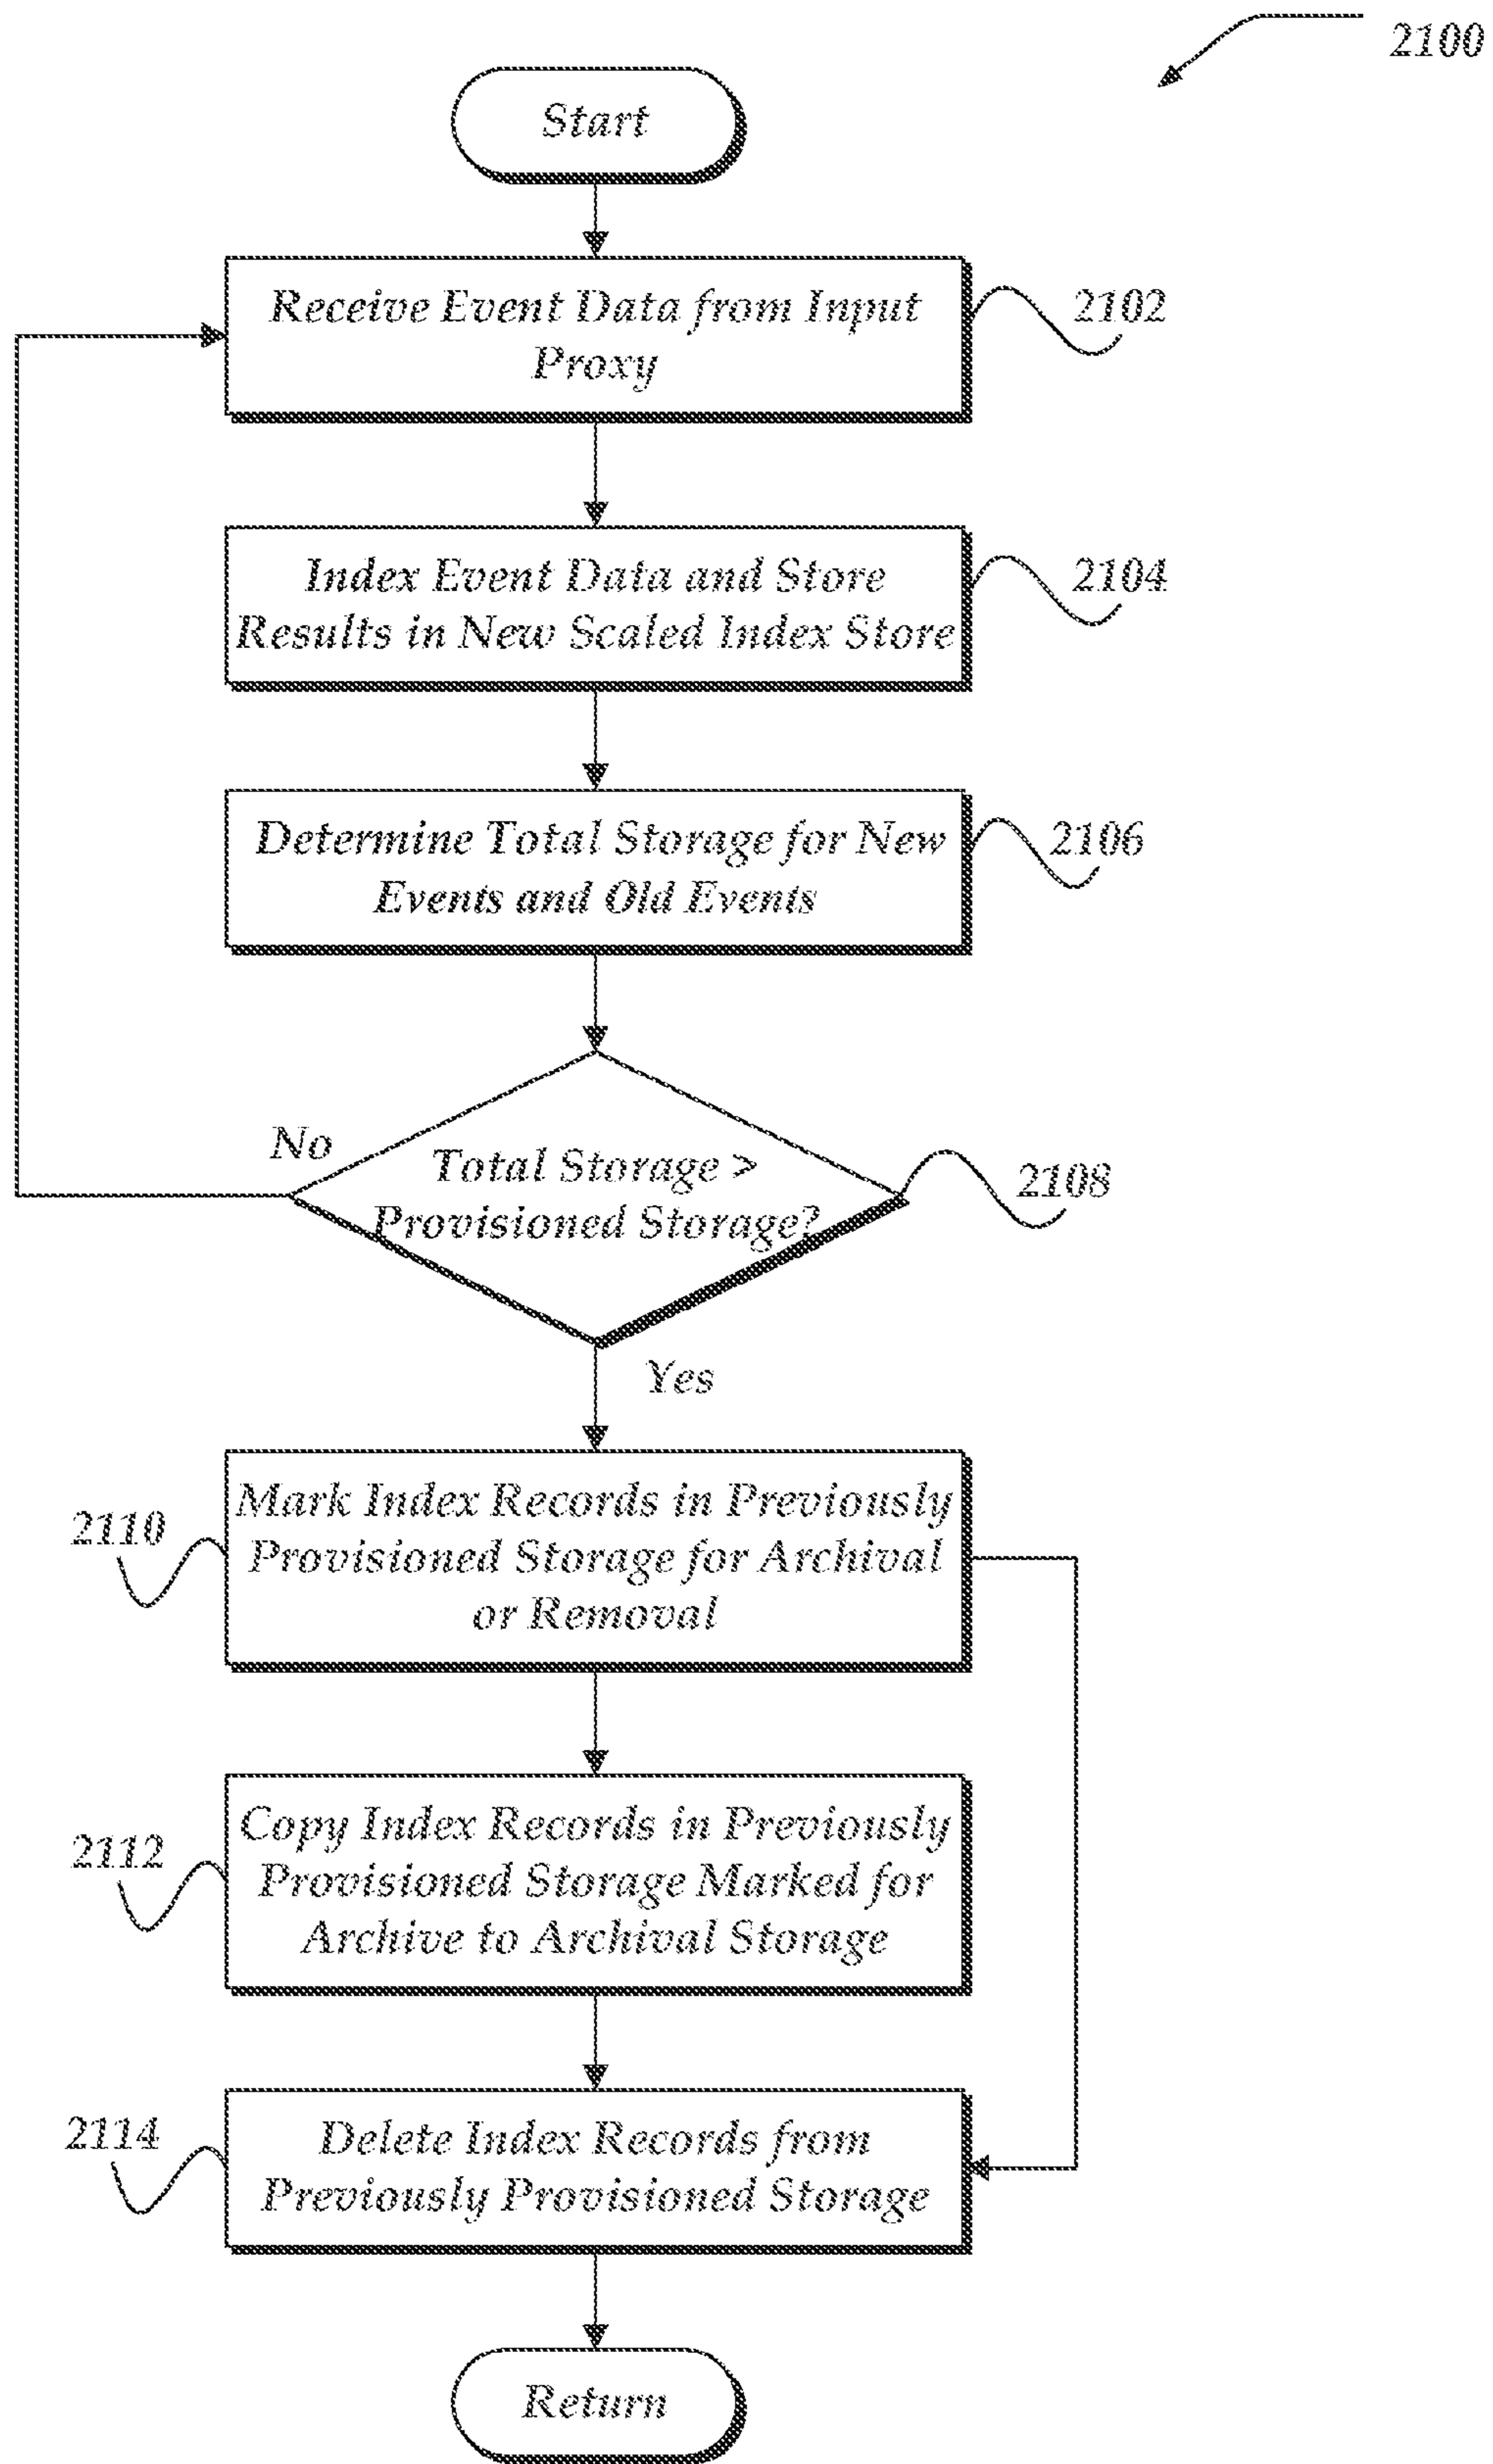 2100
Start
Receive Event Data from Input
Proxy
2102
Index Event Data and Store
Results in New Scaled Index Store
2104
Determine Total Storage for New
Events and Old Events
2106
No
Total Storage >
Provisioned Storage?
2108
Yes
Mark Index Records in Previously
Provisioned Storage for Archival
or Removal
2110
Copy Index Records in Previously
Provisioned Storage Marked for
Archive to Archival Storage
2112
Delete Index Records from
Previously Provisioned Storage
2114
Return